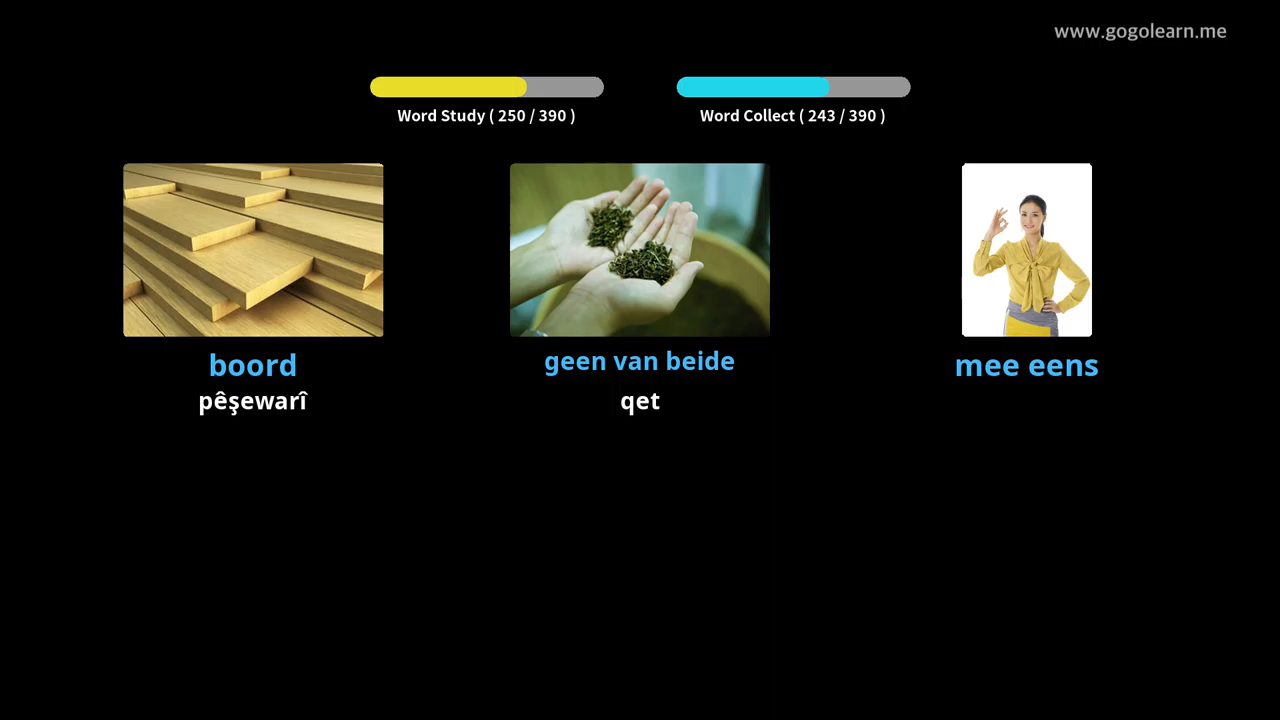 www.gogolearn.me
Word Study ( 250 / 390 )
Word Collect ( 243 / 390 )
boord
pêşewarî
geen van beide
qet
mee eens